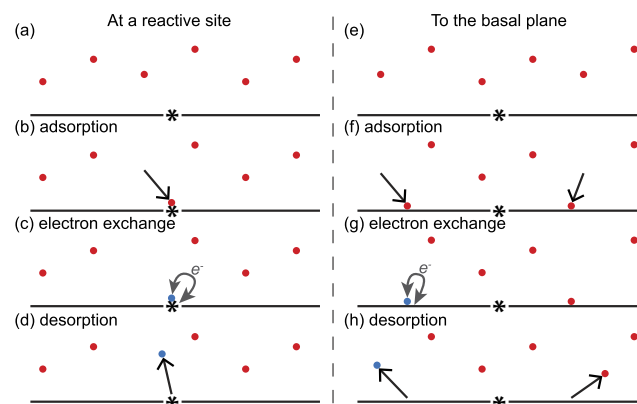 At a reactive site
To the basal plane
(a)
(e)
*
*
(b) adsorption
(f) adsorption
*
*
(c) electron exchange
(g) electron exchange
e-
e-
*
*
(d) desorption
(h) desorption
*
*